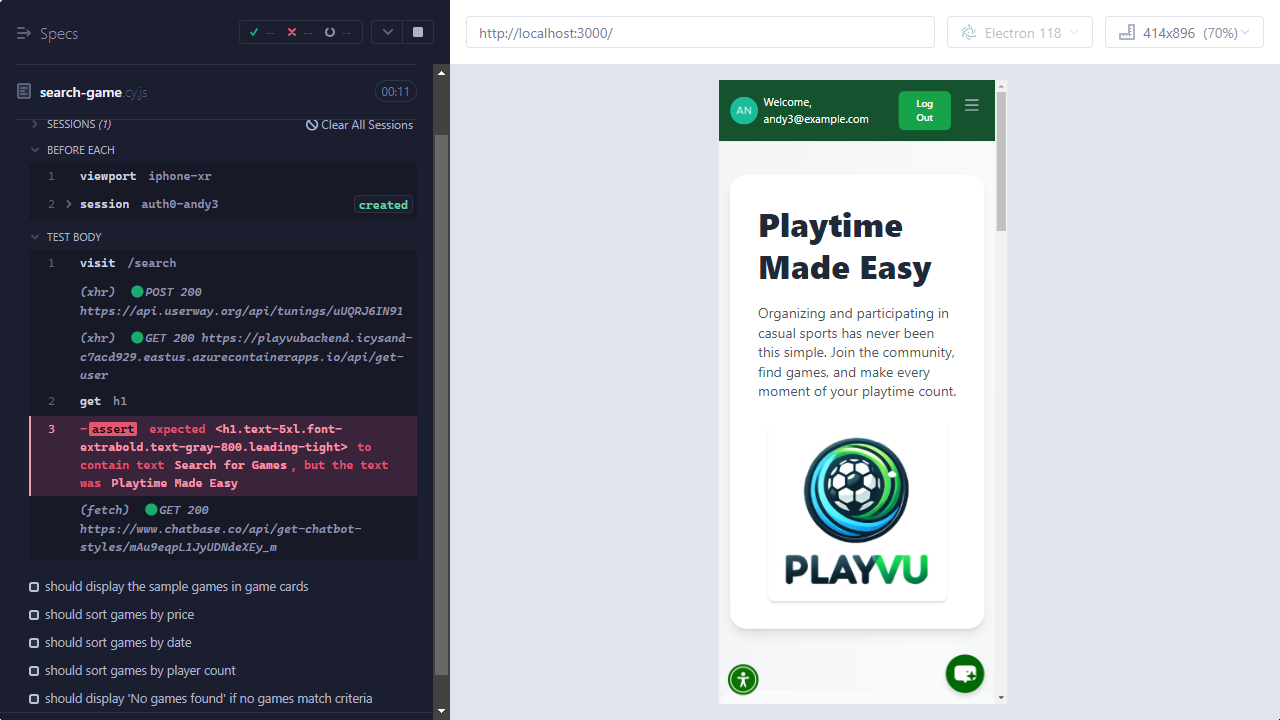 Specs
-- -- --
search-game.cy.js
00:11
SESSIONS (1)
Clear All Sessions
BEFORE EACH
1 viewport iphone-xr
2 session auth0-andy3 created
TEST BODY
1 visit /search
(xhr) POST 200
https://api.userway.org/api/tunings/uUQRJ6IN91
(xhr) GET 200 https://playvubackend.icysand-
c7acd929.eastus.azurecontainerapps.io/api/get-
user
2 get h1
3 -assert expected <h1.text-5xl.font-
extrabold.text-gray-800.leading-tight> to
contain text Search for Games, but the text
was Playtime Made Easy
(fetch) GET 200
https://www.chatbase.co/api/get-chatbot-
styles/mAu9eqpL1JyUDNdeXEy_m
should display the sample games in game cards
should sort games by price
should sort games by date
should sort games by player count
should display 'No games found' if no games match criteria
http://localhost:3000/
Electron 118
414x896 (70%)
AN
Welcome,
andy3@example.com
Log
Out
Playtime
Made Easy
Organizing and participating in
casual sports has never been
this simple. Join the community,
find games, and make every
moment of your playtime count.
PLAYVU